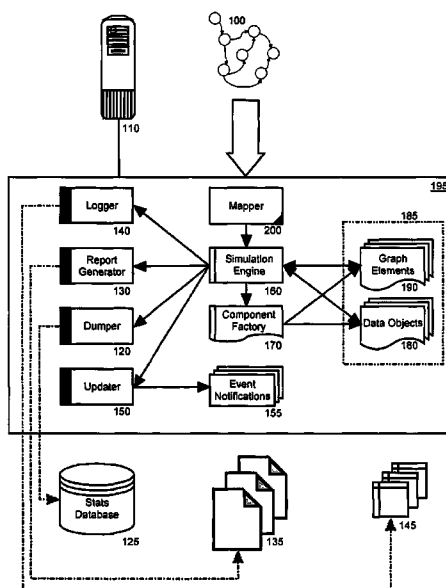 100
110
195
Logger
140
Mapper
200
185
Report
Generator
130
Simulation
Engine
160
Graph
Elements
190
Dumper
120
Component
Factory
170
Data Objects
180
Updater
150
Event
Notifications
155
Stats
Database
125
135
145